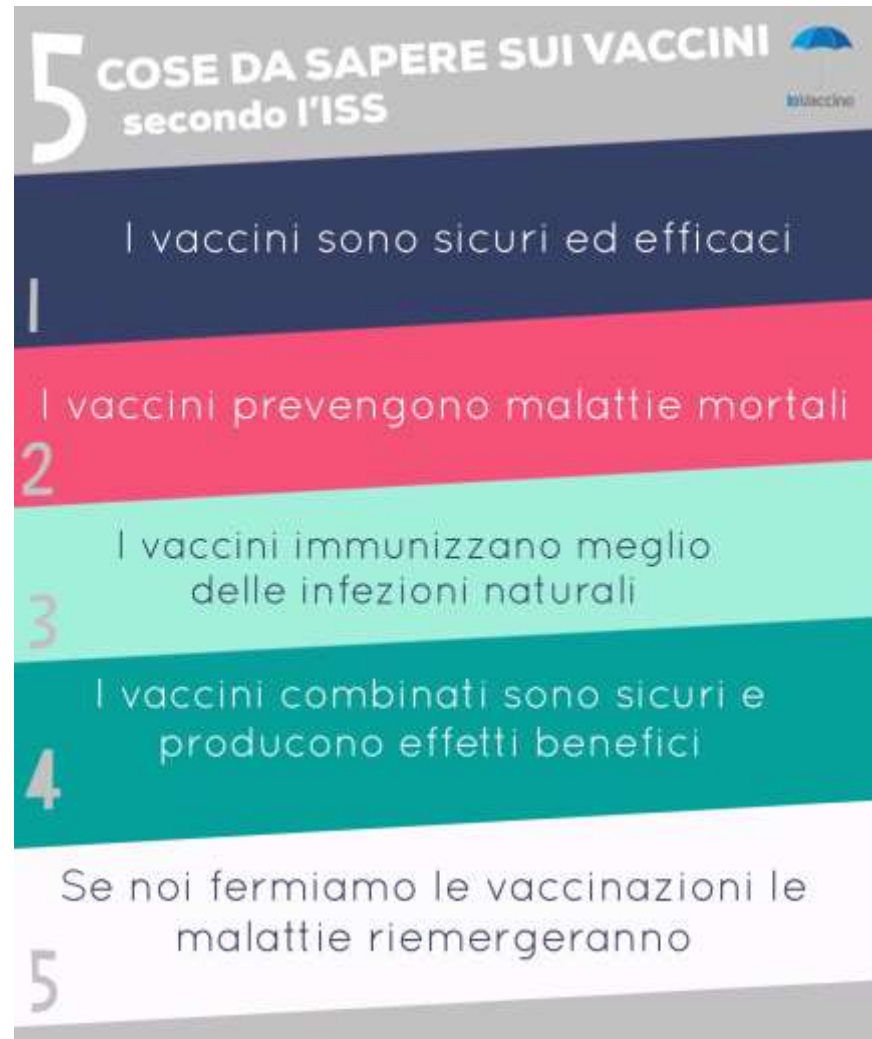 5 COSE DA SAPERE SUI VACCINI
secondo l'ISS
IoVaccino
1
I vaccini sono sicuri ed efficaci
2
I vaccini prevengono malattie mortali
3
I vaccini immunizzano meglio
delle infezioni naturali
4
I vaccini combinati sono sicuri e
producono effetti benefici
5
Se noi fermiamo le vaccinazioni le
malattie riemergeranno